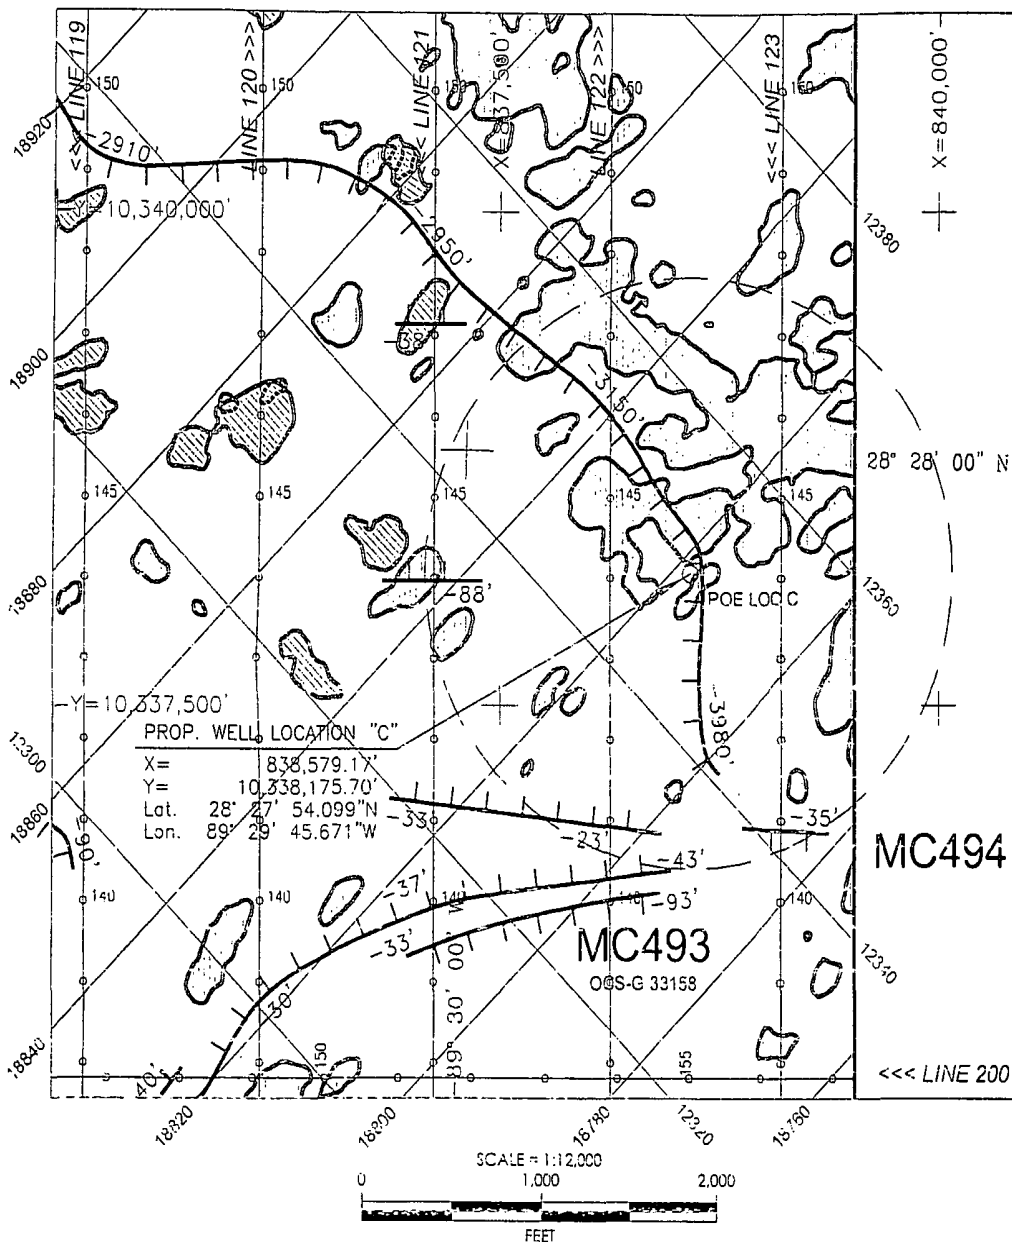 <<< LINE 119
LINE 120 >>>
<<< LINE 121
X=837,500'
LINE 122 >>>
<<< LINE 123
X=840,000'
150
150
150
150
150
18920
-2910'
-Y=10,340,000'
12380
-2950'
-38'
18900
-3150'
28° 28' 00" N
145
145
145
145
18880
-88'
POE LOC C
12360
-Y=10,337,500'
-3980'
PROP. WELL LOCATION "C"
X= 838,579.17'
Y= 10,338,175.70'
Lat. 28° 27' 54.099"N
Lon. 89° 29' 45.671"W
12300
18860
-33'
-23'
-35'
-90'
MC494
-43'
-37'
140
140
140
140
140
-93'
-33'
MC493
OCS-G 33158
12340
89° 30' 00" W
-30'
18840
-40'
150
155
<<< LINE 200
18820
18800
18780
12320
18760
SCALE = 1:12,000
0 1,000 2,000
FEET